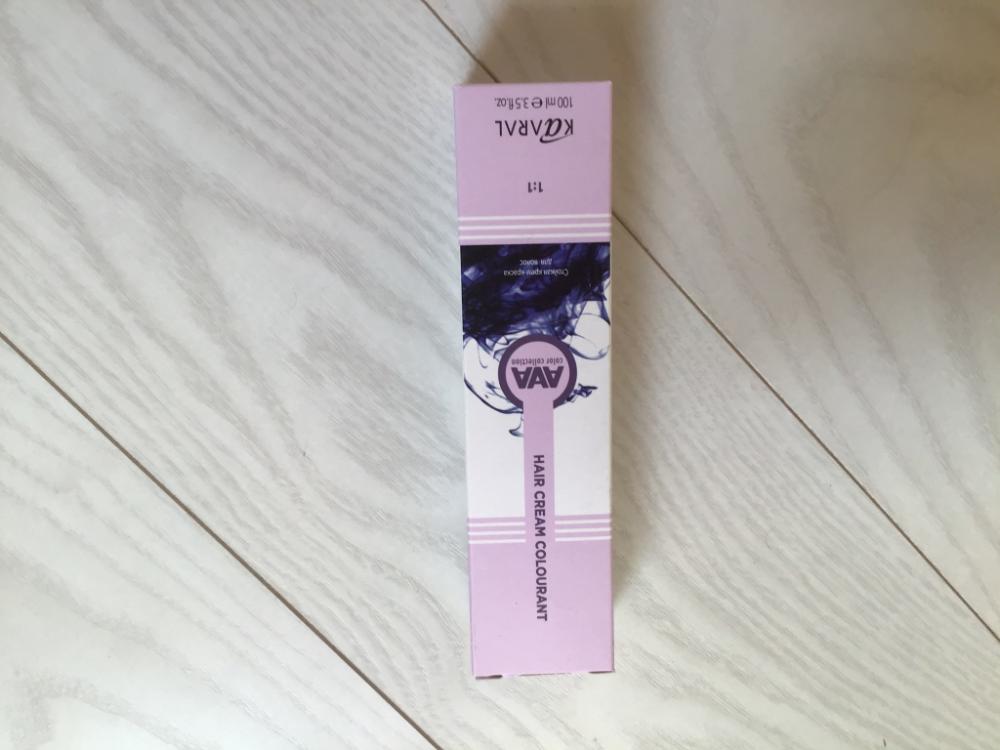 HAIR CREAM COLOURANT
AVA
color collection
Стойкая крем-краска
для волос
1:1
KAARAL
100 ml e 3.5 fl.oz.